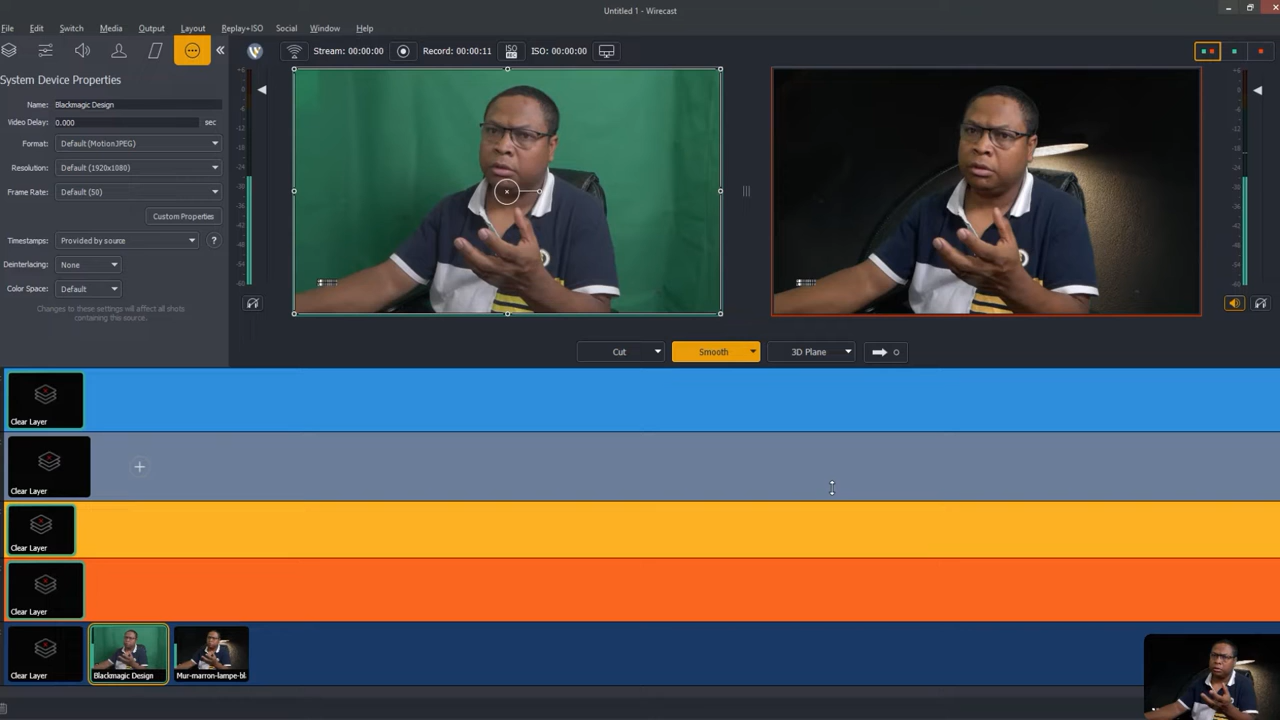 Untitled 1 - Wirecast
File Edit Switch Media Output Layout Replay+ISO Social Window Help
Stream: 00:00:00 Record: 00:00:11 ISO ISO: 00:00:00
System Device Properties
Name: Blackmagic Design
Video Delay: 0.000 sec
Format: Default (MotionJPEG)
Resolution: Default (1920x1080)
Frame Rate: Default (50)
Custom Properties
Timestamps: Provided by source ?
Deinterlacing: None
Color Space: Default
Changes to these settings will affect all shots
containing this source.
Cut Smooth 3D Plane
Clear Layer
Clear Layer
Clear Layer
Clear Layer
Clear Layer Blackmagic Design Mur-marron-lampe-bl